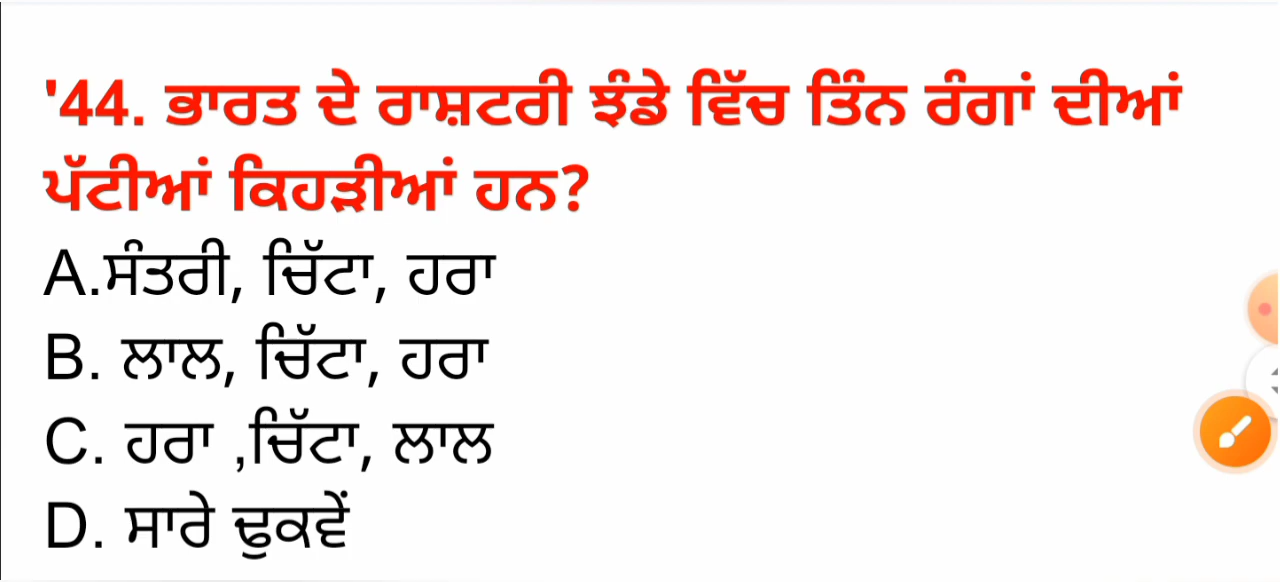 '44. ਭਾਰਤ ਦੇ ਰਾਸ਼ਟਰੀ ਝੰਡੇ ਵਿੱਚ ਤਿੰਨ ਰੰਗਾਂ ਦੀਆਂ
ਪੱਟੀਆਂ ਕਿਹੜੀਆਂ ਹਨ?
A.ਸੰਤਰੀ, ਚਿੱਟਾ, ਹਰਾ
B. ਲਾਲ, ਚਿੱਟਾ, ਹਰਾ
C. ਹਰਾ ,ਚਿੱਟਾ, ਲਾਲ
D. ਸਾਰੇ ਢੁਕਵੇਂ